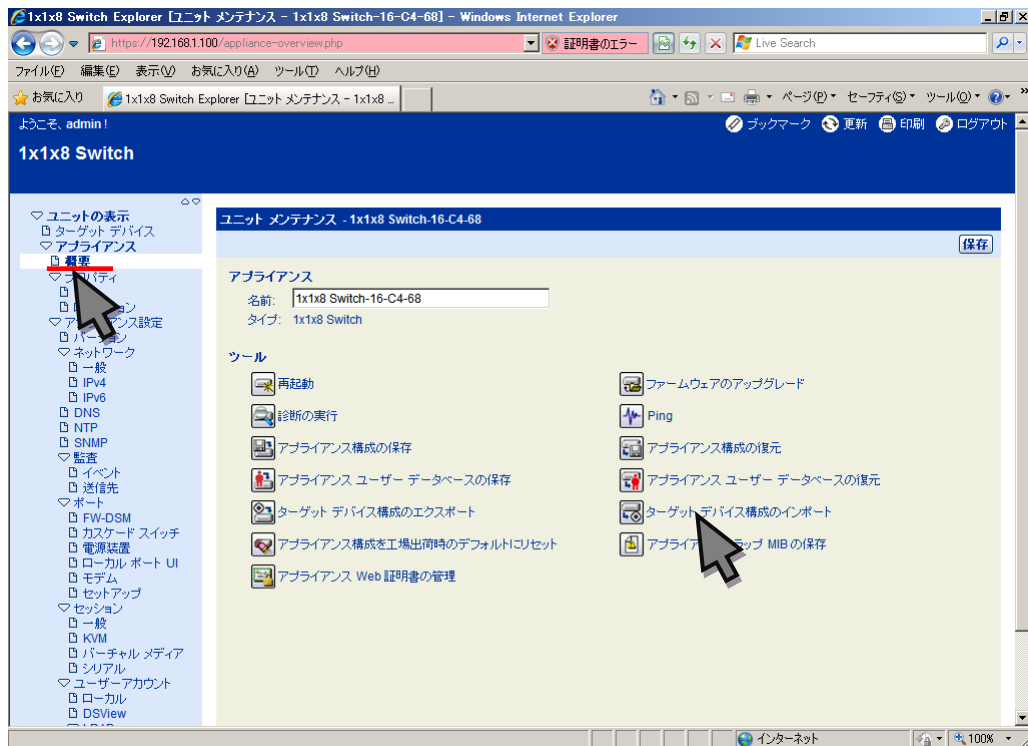 1x1x8 Switch Explorer [ユニット メンテナンス - 1x1x8 Switch-16-C4-68] - Windows Internet Explorer
https://192.168.1.100/appliance-overview.php
証明書のエラー
Live Search
ファイル(F) 編集(E) 表示(V) お気に入り(A) ツール(T) ヘルプ(H)
お気に入り
1x1x8 Switch Explorer [ユニット メンテナンス - 1x1x8 ...
ページ(P) セーフティ(S) ツール(O)
ようこそ、admin !
ブックマーク 更新 印刷 ログアウト
1x1x8 Switch
ユニットの表示
ターゲット デバイス
アプライアンス
概要
アプライアンス設定
バージョン
ネットワーク
一般
IPv4
IPv6
DNS
NTP
SNMP
監査
イベント
送信先
ポート
FW-DSM
カスケード スイッチ
電源装置
ローカル ポート UI
モデム
セットアップ
セッション
一般
KVM
バーチャル メディア
シリアル
ユーザーアカウント
ローカル
DSView
ユニット メンテナンス - 1x1x8 Switch-16-C4-68
保存
アプライアンス
名前: 1x1x8 Switch-16-C4-68
タイプ: 1x1x8 Switch
ツール
再起動
ファームウェアのアップグレード
診断の実行
Ping
アプライアンス構成の保存
アプライアンス構成の復元
アプライアンス ユーザー データベースの保存
アプライアンス ユーザー データベースの復元
ターゲット デバイス構成のエクスポート
ターゲット デバイス構成のインポート
アプライアンス構成を工場出荷時のデフォルトにリセット
MIB の保存
アプライアンス Web 証明書の管理
インターネット
100%